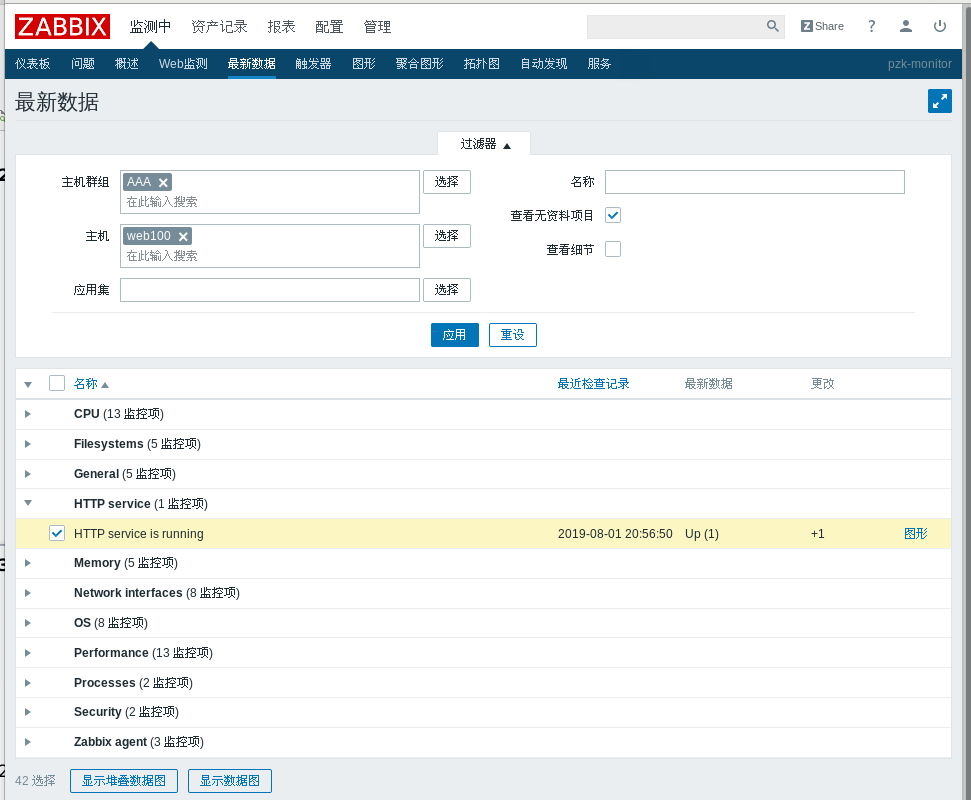 ZABBIX 监测中 资产记录 报表 配置 管理 Z Share ?
仪表板 问题 概述 Web监测 最新数据 触发器 图形 聚合图形 拓扑图 自动发现 服务 pzk-monitor
最新数据
过滤器 ▲
主机群组 AAA × 选择 名称
在此输入搜索
查看无资料项目
主机 web100 × 选择
在此输入搜索
查看细节
应用集 选择
应用 重设
▼ 名称 ▲ 最近检查记录 最新数据 更改
CPU (13 监控项)
Filesystems (5 监控项)
General (5 监控项)
HTTP service (1 监控项)
HTTP service is running 2019-08-01 20:56:50 Up (1) +1 图形
Memory (5 监控项)
Network interfaces (8 监控项)
OS (8 监控项)
Performance (13 监控项)
Processes (2 监控项)
Security (2 监控项)
Zabbix agent (3 监控项)
42 选择 显示堆叠数据图 显示数据图